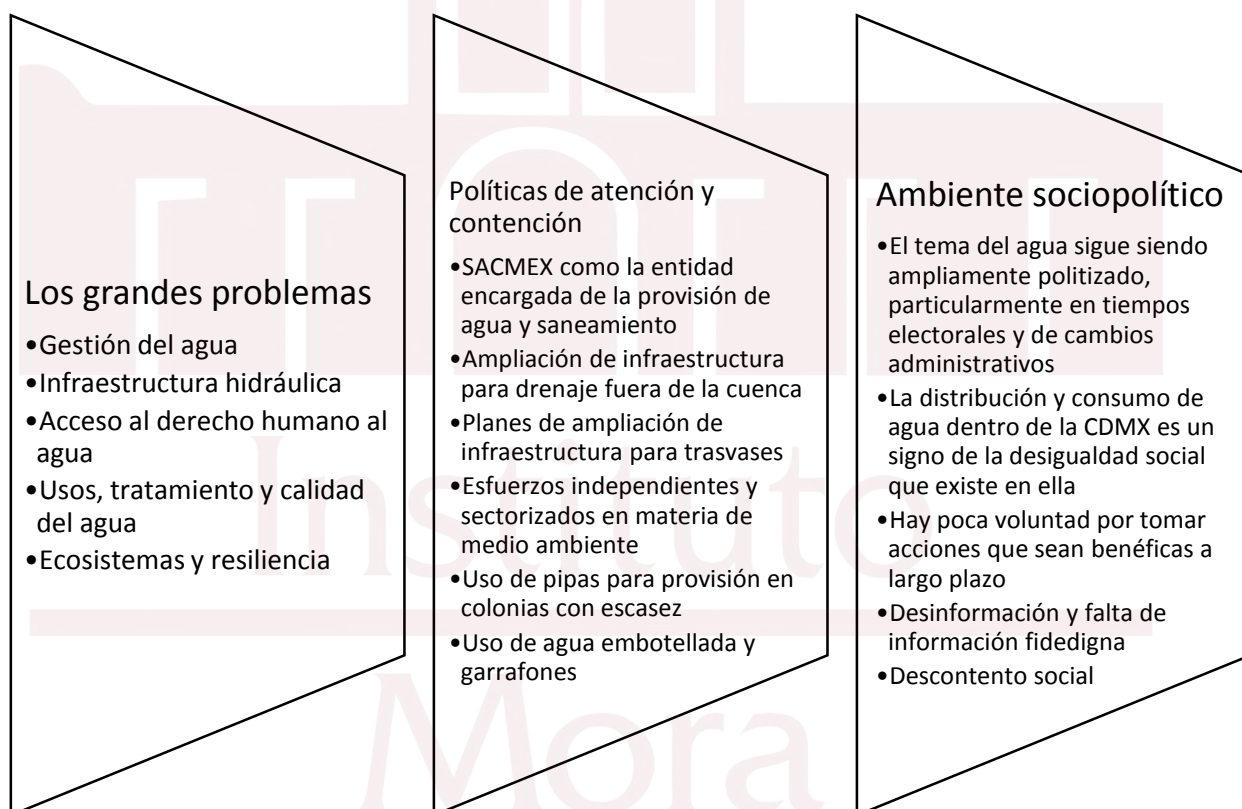 Los grandes problemas
•Gestión del agua
•Infraestructura hidráulica
•Acceso al derecho humano al
agua
•Usos, tratamiento y calidad
del agua
•Ecosistemas y resiliencia
Políticas de atención y
contención
•SACMEX como la entidad
encargada de la provisión de
agua y saneamiento
•Ampliación de infraestructura
para drenaje fuera de la cuenca
•Planes de ampliación de
infraestructura para trasvases
•Esfuerzos independientes y
sectorizados en materia de
medio ambiente
•Uso de pipas para provisión en
colonias con escasez
•Uso de agua embotellada y
garrafones
Ambiente sociopolítico
•El tema del agua sigue siendo
ampliamente politizado,
particularmente en tiempos
electorales y de cambios
administrativos
•La distribución y consumo de
agua dentro de la CDMX es un
signo de la desigualdad social
que existe en ella
•Hay poca voluntad por tomar
acciones que sean benéficas a
largo plazo
•Desinformación y falta de
información fidedigna
•Descontento social
Instituto
Mora